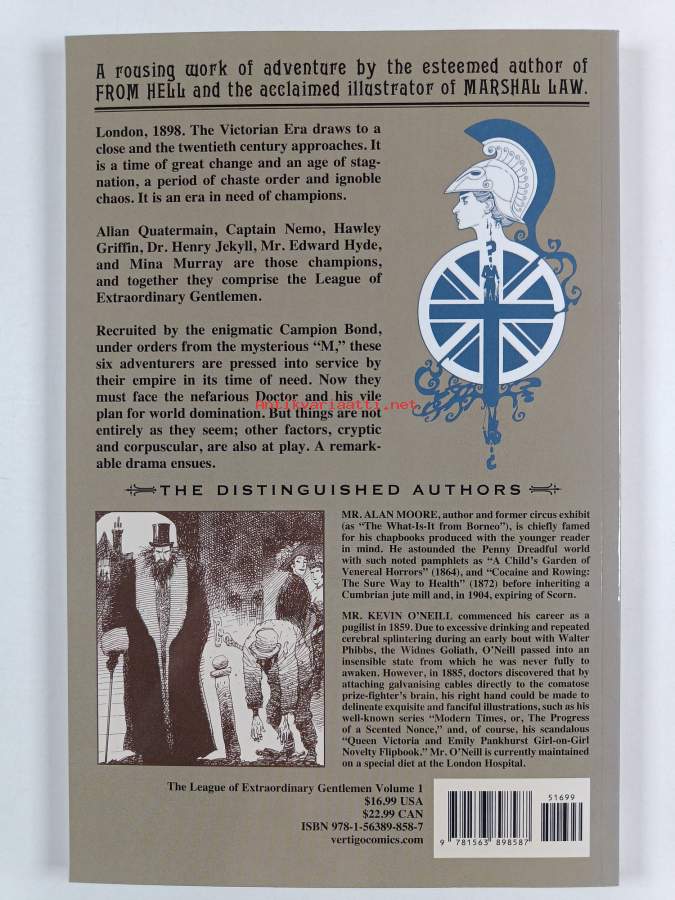 A rousing work of adventure by the esteemed author of
FROM HELL and the acclaimed illustrator of MARSHAL LAW.
London, 1898. The Victorian Era draws to a
close and the twentieth century approaches. It
is a time of great change and an age of stag-
nation, a period of chaste order and ignoble
chaos. It is an era in need of champions.
Allan Quatermain, Captain Nemo, Hawley
Griffin, Dr. Henry Jekyll, Mr. Edward Hyde,
and Mina Murray are those champions,
and together they comprise the League of
Extraordinary Gentlemen.
Recruited by the enigmatic Campion Bond,
under orders from the mysterious “M,” these
six adventurers are pressed into service by
their empire in its time of need. Now they
must face the nefarious Doctor and his vile
plan for world domination. But things are not
entirely as they seem; other factors, cryptic
and corpuscular, are also at play. A remark-
able drama ensues.
Antikvariaatti.net
THE DISTINGUISHED AUTHORS
MR. ALAN MOORE, author and former circus exhibit
(as “The What-Is-It from Borneo”), is chiefly famed
for his chapbooks produced with the younger reader
in mind. He astounded the Penny Dreadful world
with such noted pamphlets as “A Child’s Garden of
Venereal Horrors” (1864), and “Cocaine and Rowing:
The Sure Way to Health” (1872) before inheriting a
Cumbrian jute mill and, in 1904, expiring of Scorn.
MR. KEVIN O’NEILL commenced his career as a
pugilist in 1859. Due to excessive drinking and repeated
cerebral splintering during an early bout with Walter
Phibbs, the Widnes Goliath, O’Neill passed into an
insensible state from which he was never fully to
awaken. However, in 1885, doctors discovered that by
attaching galvanising cables directly to the comatose
prize-fighter’s brain, his right hand could be made to
delineate exquisite and fanciful illustrations, such as his
well-known series “Modern Times, or, The Progress
of a Scented Nonce,” and, of course, his scandalous
“Queen Victoria and Emily Pankhurst Girl-on-Girl
Novelty Flipbook.” Mr. O’Neill is currently maintained
on a special diet at the London Hospital.
The League of Extraordinary Gentlemen Volume 1
$16.99 USA
$22.99 CAN
ISBN 978-1-56389-858-7
vertigocomics.com
51699
9 781563 898587